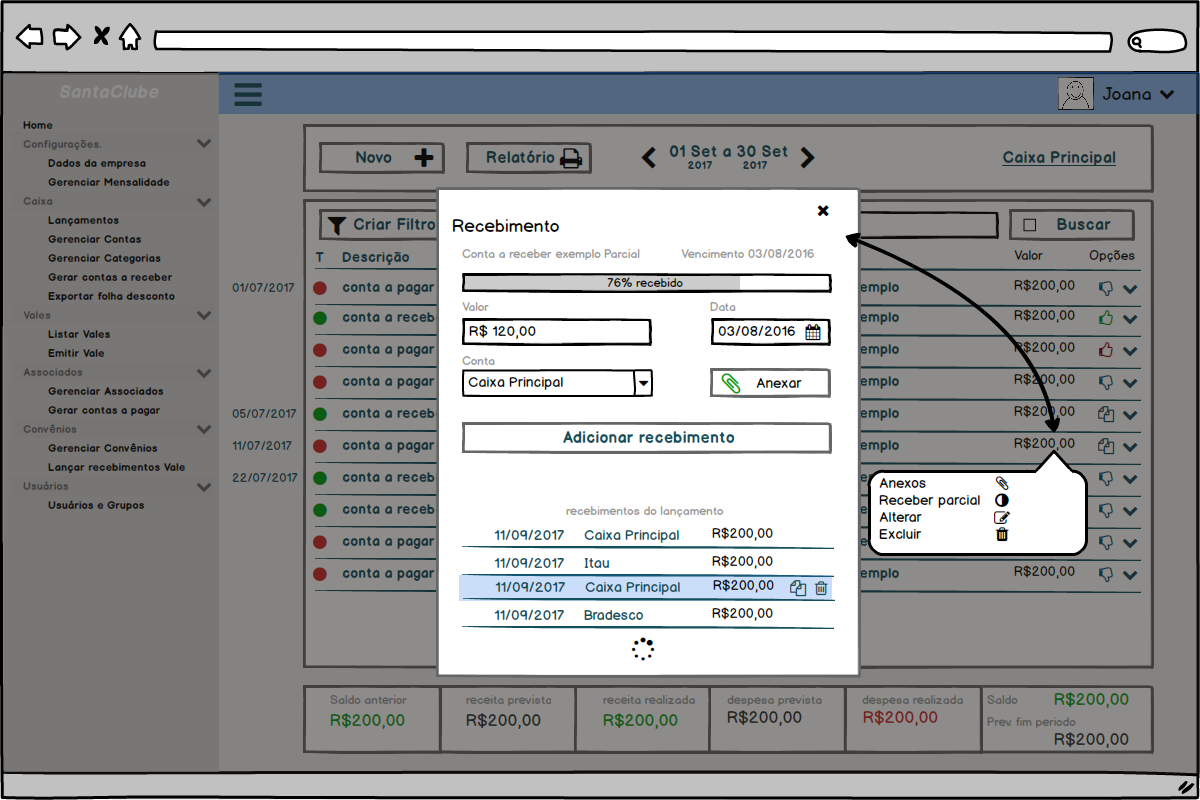 SantaClube
Joana
Home
Configurações.
Dados da empresa
Gerenciar Mensalidade
Caixa
Lançamentos
Gerenciar Contas
Gerenciar Categorias
Gerar contas a receber
Exportar folha desconto
Vales
Listar Vales
Emitir Vale
Associados
Gerenciar Associados
Gerar contas a pagar
Convênios
Gerenciar Convênios
Lançar recebimentos Vale
Usuários
Usuários e Grupos
Novo
Relatório
01 Set a 30 Set
2017 2017
Caixa Principal
Criar Filtro
Buscar
T Descrição Valor Opções
01/07/2017 conta a pagar emplo R$200,00
conta a receb emplo R$200,00
conta a pagar emplo R$200,00
conta a pagar emplo R$200,00
05/07/2017 conta a receb emplo R$200,00
11/07/2017 conta a pagar emplo R$200,00
22/07/2017 conta a receb
conta a receb
conta a pagar
conta a pagar emplo R$200,00
Recebimento
Conta a receber exemplo Parcial Vencimento 03/08/2016
76% recebido
Valor Data
R$ 120,00 03/08/2016
Conta
Caixa Principal Anexar
Adicionar recebimento
recebimentos do lançamento
11/09/2017 Caixa Principal R$200,00
11/09/2017 Itau R$200,00
11/09/2017 Caixa Principal R$200,00
11/09/2017 Bradesco R$200,00
Anexos
Receber parcial
Alterar
Excluir
Saldo anterior
R$200,00
receita prevista
R$200,00
receita realizada
R$200,00
despesa prevista
R$200,00
despesa realizada
R$200,00
Saldo R$200,00
Prev. fim periodo
R$200,00